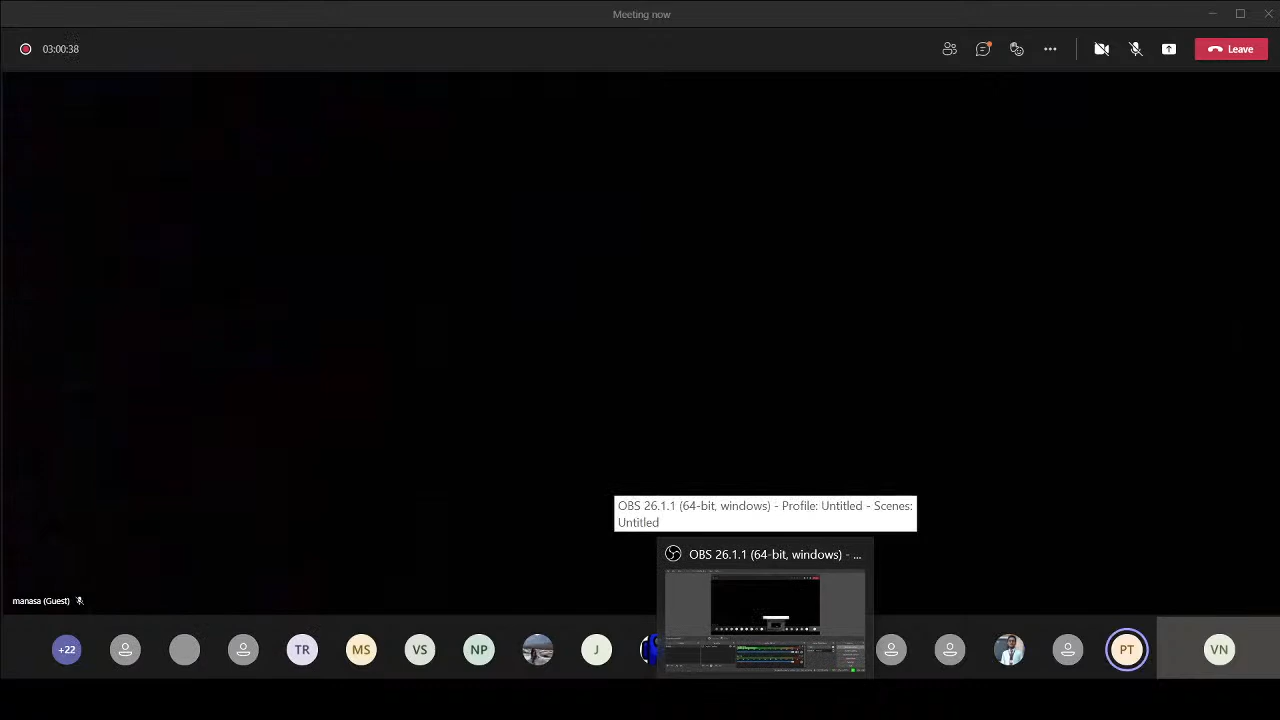 Meeting now
03:00:38
Leave
OBS 26.1.1 (64-bit, windows) - Profile: Untitled - Scenes:
Untitled
OBS 26.1.1 (64-bit, windows) - ...
manasa (Guest)
+22
TR
MS
VS
NP
J
PT
VN